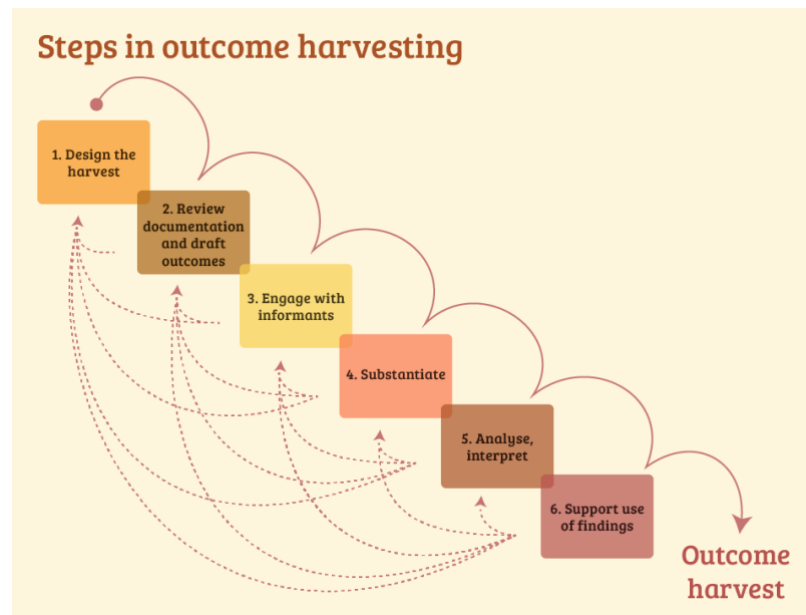 Steps in outcome harvesting
1. Design the
harvest
2. Review
documentation
and draft
outcomes
3. Engage with
informants
4. Substantiate
5. Analyse,
interpret
6. Support use
of findings
Outcome
harvest